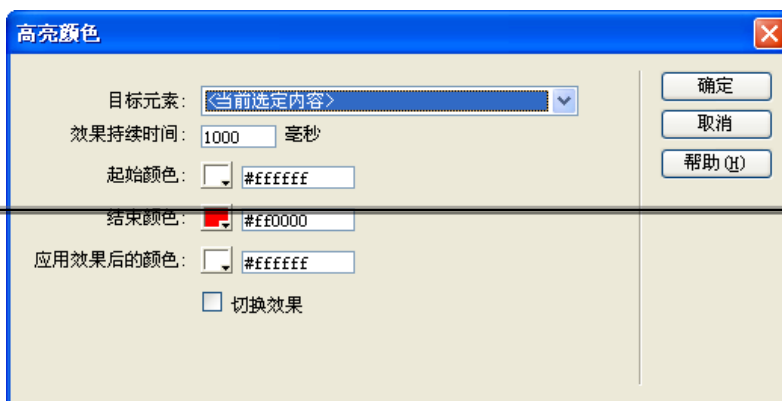 高亮颜色
目标元素: <当前选定内容>
效果持续时间: 1000 毫秒
起始颜色: #ffffff
结束颜色: #ff0000
应用效果后的颜色: #ffffff
切换效果
确定
取消
帮助(H)